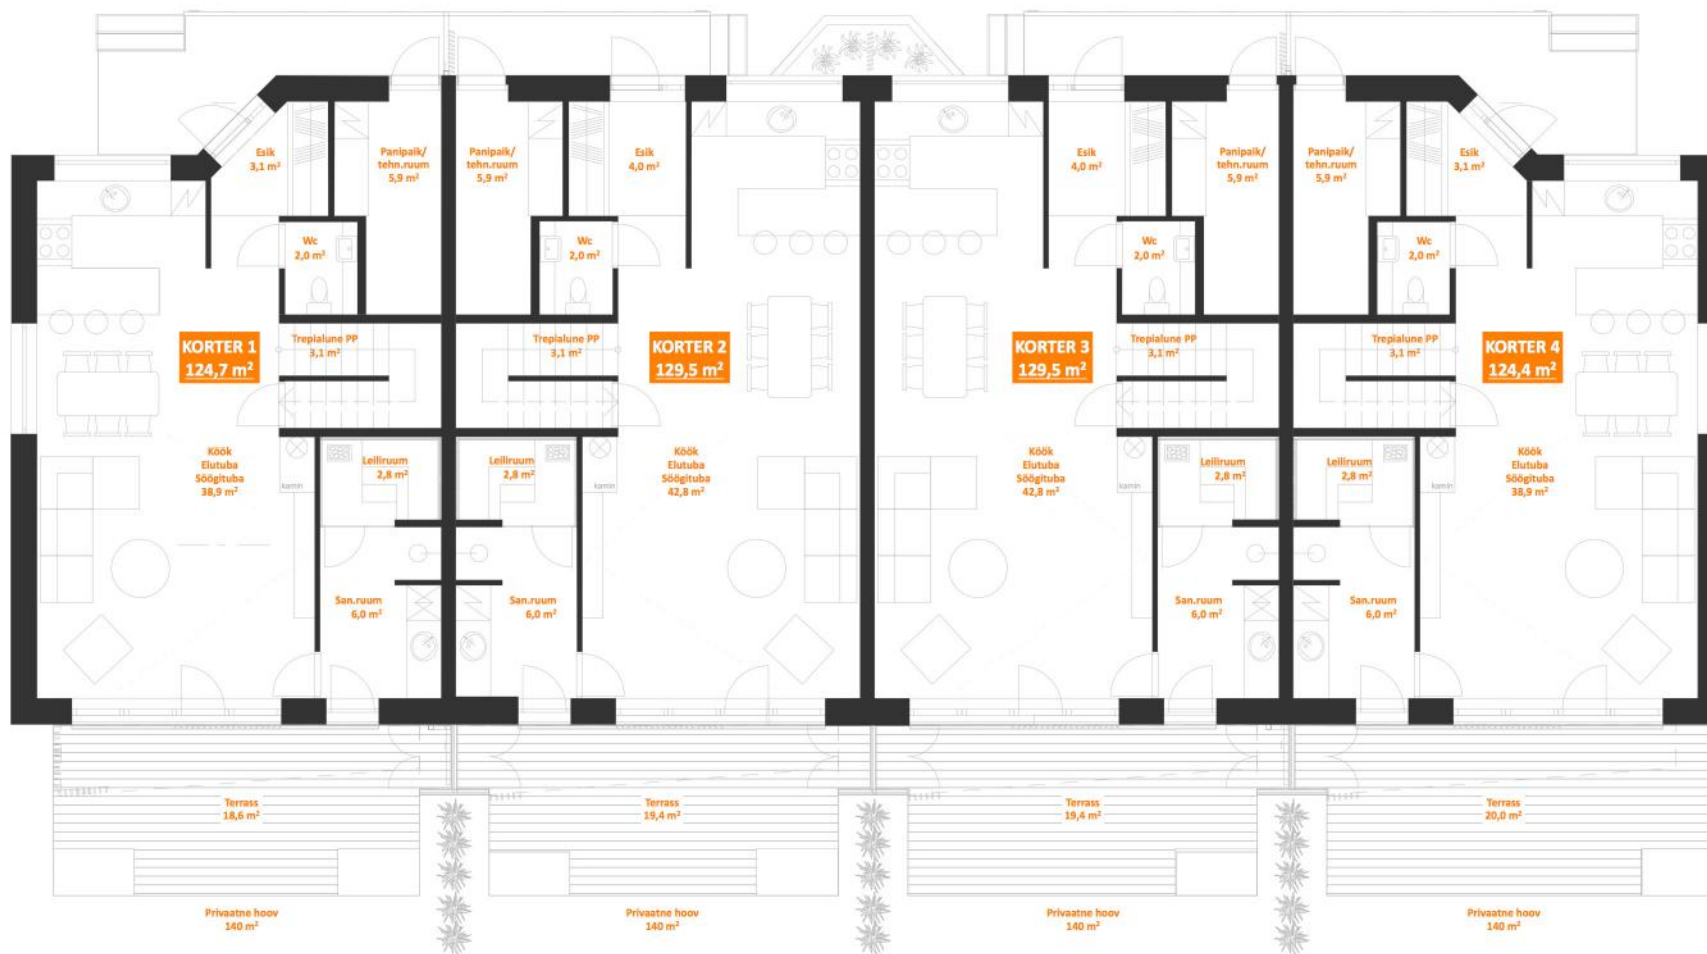 Esik
3,1 m²
Panipaik/
tehn.ruum
5,9 m²
Panipaik/
tehn.ruum
5,9 m²
Esik
4,0 m²
Esik
4,0 m²
Panipaik/
tehn.ruum
5,9 m²
Panipaik/
tehn.ruum
5,9 m²
Esik
3,1 m²
Wc
2,0 m²
Wc
2,0 m²
Wc
2,0 m²
Wc
2,0 m²
KORTER 1
124,7 m²
Trepialune PP
3,1 m²
Trepialune PP
3,1 m²
KORTER 2
129,5 m²
KORTER 3
129,5 m²
Trepialune PP
3,1 m²
Trepialune PP
3,1 m²
KORTER 4
124,4 m²
Köök
Elutuba
Söögituba
38,9 m²
kamin
Leiliruum
2,8 m²
Leiliruum
2,8 m²
kamin
Köök
Elutuba
Söögituba
42,8 m²
Köök
Elutuba
Söögituba
42,8 m²
kamin
Leiliruum
2,8 m²
Leiliruum
2,8 m²
kamin
Köök
Elutuba
Söögituba
38,9 m²
San.ruum
6,0 m²
San.ruum
6,0 m²
San.ruum
6,0 m²
San.ruum
6,0 m²
Terrass
18,6 m²
Terrass
19,4 m²
Terrass
19,4 m²
Terrass
20,0 m²
Privaatne hoov
140 m²
Privaatne hoov
140 m²
Privaatne hoov
140 m²
Privaatne hoov
140 m²